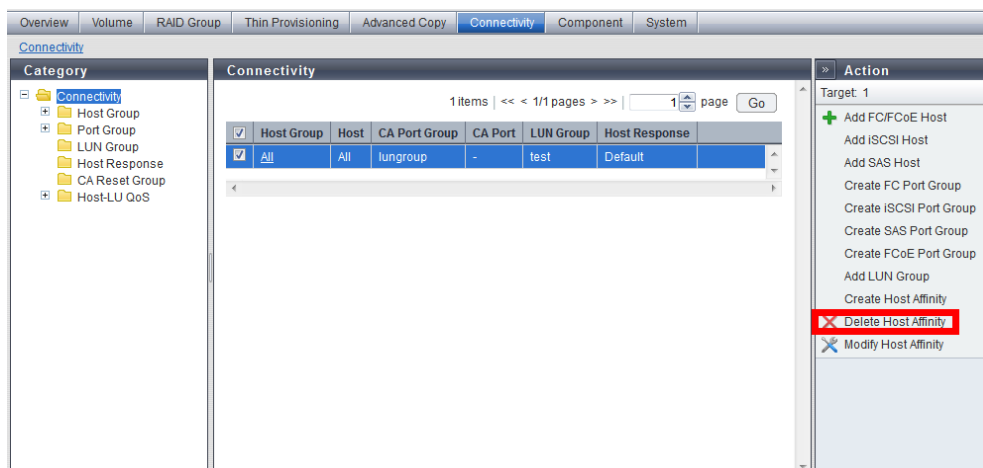 Overview Volume RAID Group Thin Provisioning Advanced Copy Connectivity Component System
Connectivity
Category
Connectivity
Host Group
Port Group
LUN Group
Host Response
CA Reset Group
Host-LU QoS
Connectivity
1 items | << < 1/1 pages > >> | 1 page Go
Host Group Host CA Port Group CA Port LUN Group Host Response
All All lungroup - test Default
» Action
Target: 1
Add FC/FCoE Host
Add iSCSI Host
Add SAS Host
Create FC Port Group
Create iSCSI Port Group
Create SAS Port Group
Create FCoE Port Group
Add LUN Group
Create Host Affinity
Delete Host Affinity
Modify Host Affinity